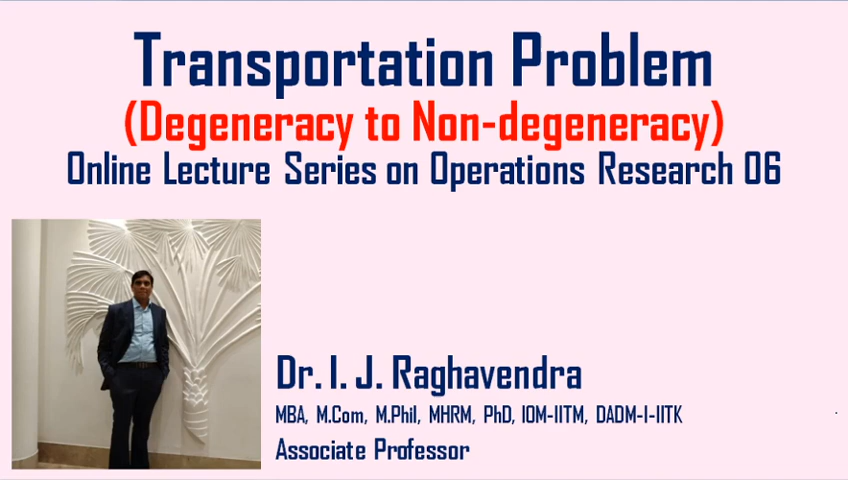 Transportation Problem
(Degeneracy to Non-degeneracy)
Online Lecture Series on Operations Research 06
Dr. I. J. Raghavendra
MBA, M.Com, M.Phil, MHRM, PhD, IOM-IITM, DADM-I-IITK
Associate Professor